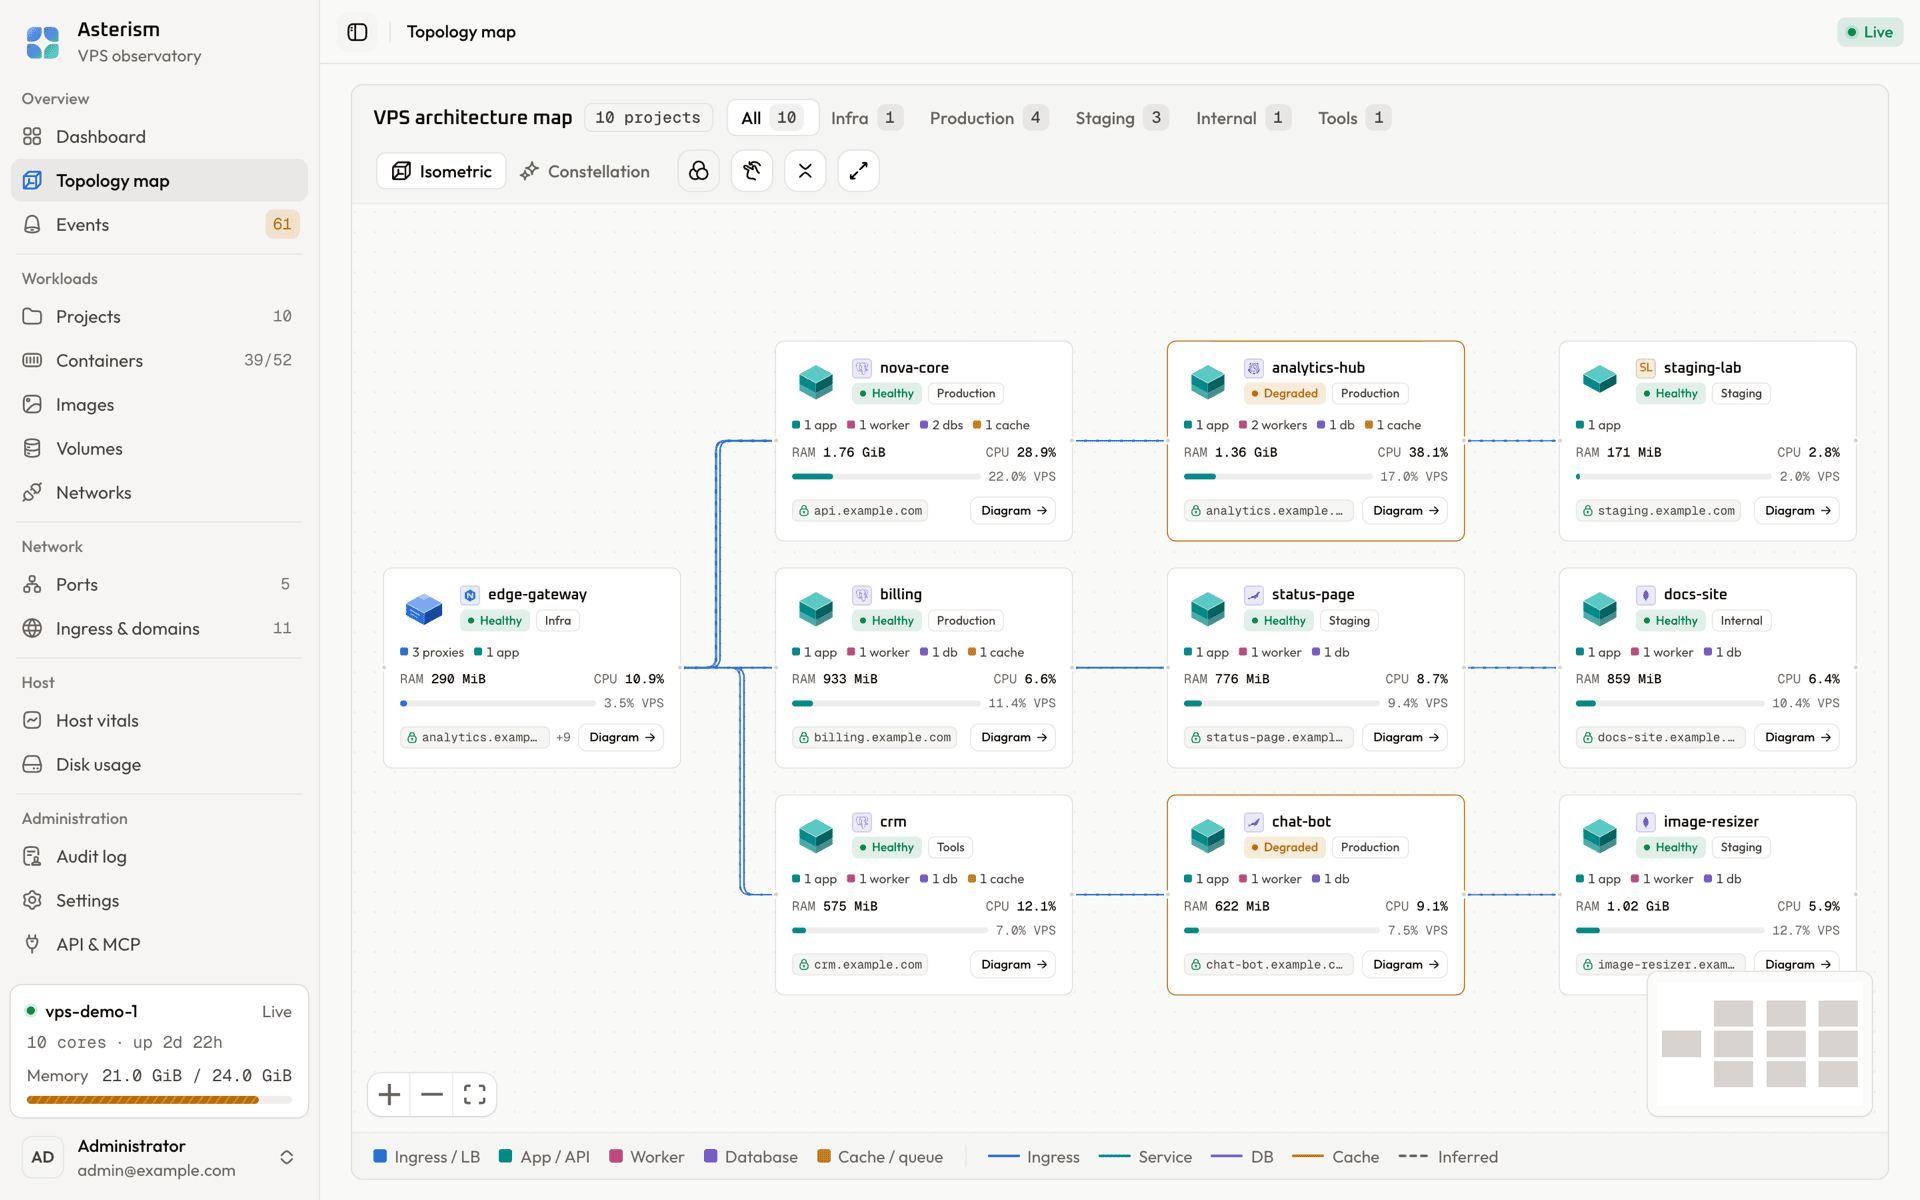 Asterism
VPS observatory
Overview
Dashboard
Topology map
Events 61
Workloads
Projects 10
Containers 39/52
Images
Volumes
Networks
Network
Ports 5
Ingress & domains 11
Host
Host vitals
Disk usage
Administration
Audit log
Settings
API & MCP
vps-demo-1 Live
10 cores · up 2d 22h
Memory 21.0 GiB / 24.0 GiB
AD
Administrator
admin@example.com
Topology map
Live
VPS architecture map 10 projects All 10 Infra 1 Production 4 Staging 3 Internal 1 Tools 1
Isometric Constellation
edge-gateway
Healthy Infra
3 proxies 1 app
RAM 290 MiB CPU 10.9%
3.5% VPS
analytics.examp… +9 Diagram →
nova-core
Healthy Production
1 app 1 worker 2 dbs 1 cache
RAM 1.76 GiB CPU 28.9%
22.0% VPS
api.example.com Diagram →
analytics-hub
Degraded Production
1 app 2 workers 1 db 1 cache
RAM 1.36 GiB CPU 38.1%
17.0% VPS
analytics.example.… Diagram →
SL staging-lab
Healthy Staging
1 app
RAM 171 MiB CPU 2.8%
2.0% VPS
staging.example.com Diagram →
billing
Healthy Production
1 app 1 worker 1 db 1 cache
RAM 933 MiB CPU 6.6%
11.4% VPS
billing.example.com Diagram →
status-page
Healthy Staging
1 app 1 worker 1 db
RAM 776 MiB CPU 8.7%
9.4% VPS
status-page.exampl… Diagram →
docs-site
Healthy Internal
1 app 1 worker 1 db
RAM 859 MiB CPU 6.4%
10.4% VPS
docs-site.example.… Diagram →
crm
Healthy Tools
1 app 1 worker 1 db 1 cache
RAM 575 MiB CPU 12.1%
7.0% VPS
crm.example.com Diagram →
chat-bot
Degraded Production
1 app 1 worker 1 db
RAM 622 MiB CPU 9.1%
7.5% VPS
chat-bot.example.c… Diagram →
image-resizer
Healthy Staging
1 app 1 worker 1 db
RAM 1.02 GiB CPU 5.9%
12.7% VPS
image-resizer.exam… Diagram →
Ingress / LB App / API Worker Database Cache / queue Ingress Service DB Cache Inferred